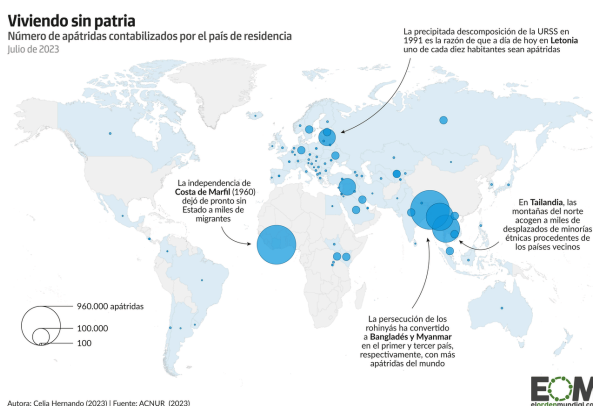 Viviendo sin patria
Número de apátridas contabilizados por el país de residencia
Julio de 2023
La precipitada descomposición de la URSS en
1991 es la razón de que a día de hoy en Letonia
uno de cada diez habitantes sean apátridas
La independencia de
Costa de Marfil (1960)
dejó de pronto sin
Estado a miles de
migrantes
En Tailandia, las
montañas del norte
acogen a miles de
desplazados de minorías
étnicas procedentes de
los países vecinos
960.000 apátridas
100.000
100
La persecución de los
rohinyás ha convertido
a Bangladés y Myanmar
en el primer y tercer país,
respectivamente, con más
apátridas del mundo
Autora: Celia Hernando (2023) | Fuente: ACNUR (2023)
EOM
elordenmundial.co